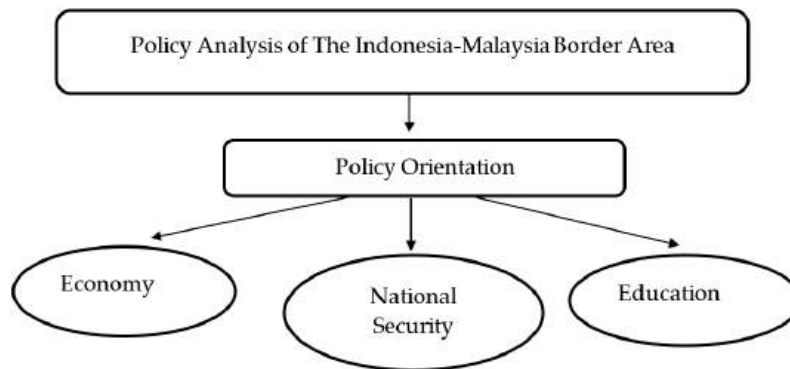 Policy Analysis of The Indonesia-Malaysia Border Area
Policy Orientation
Economy
National
Security
Education